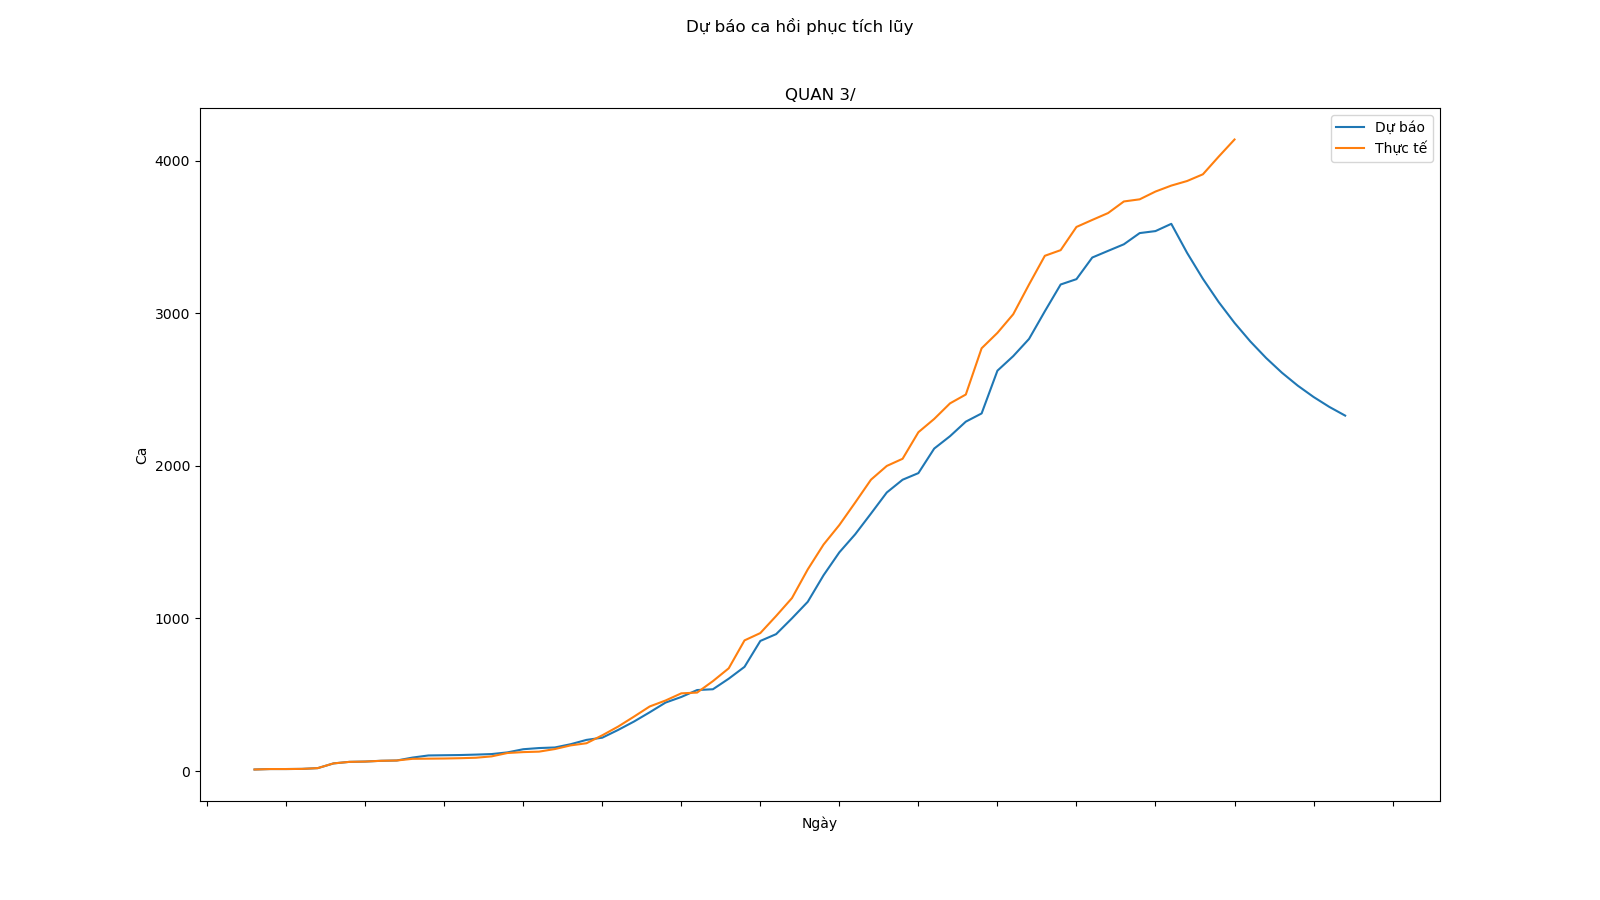 Dự báo ca hồi phục tích lũy
QUAN 3/
Dự báo
Thực tế
4000
3000
2000
1000
0
Ca
Ngày